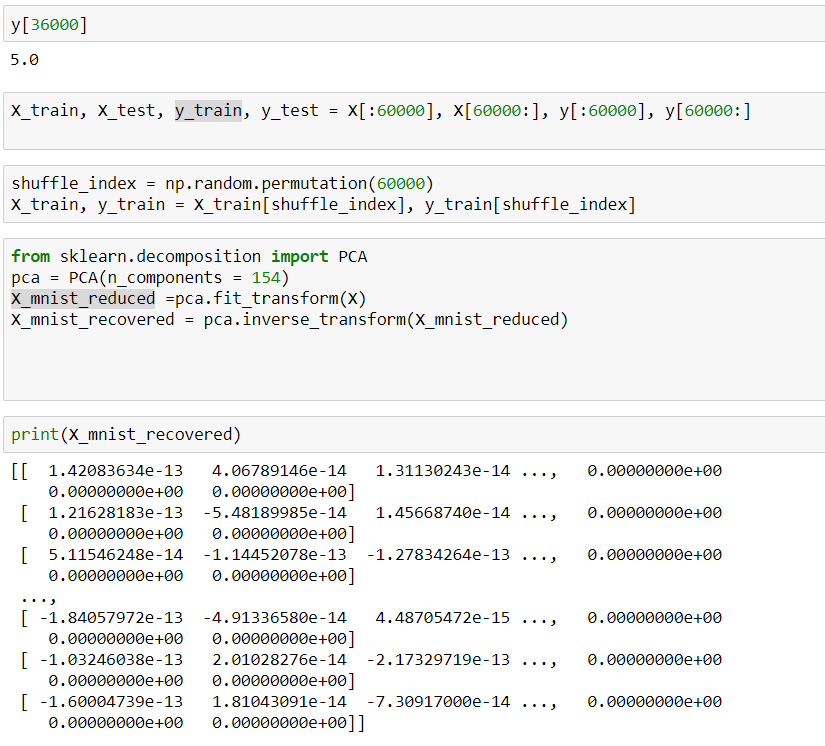 y[36000]
5.0
X_train, X_test, y_train, y_test = X[:60000], X[60000:], y[:60000], y[60000:]
shuffle_index = np.random.permutation(60000)
X_train, y_train = X_train[shuffle_index], y_train[shuffle_index]
from sklearn.decomposition import PCA
pca = PCA(n_components = 154)
X_mnist_reduced =pca.fit_transform(X)
X_mnist_recovered = pca.inverse_transform(X_mnist_reduced)
print(X_mnist_recovered)
[[  1.42083634e-13   4.06789146e-14   1.31130243e-14 ...,   0.00000000e+00
    0.00000000e+00   0.00000000e+00]
 [  1.21628183e-13  -5.48189985e-14   1.45668740e-14 ...,   0.00000000e+00
    0.00000000e+00   0.00000000e+00]
 [  5.11546248e-14  -1.14452078e-13  -1.27834264e-13 ...,   0.00000000e+00
    0.00000000e+00   0.00000000e+00]
 ...,
 [ -1.84057972e-13  -4.91336580e-14   4.48705472e-15 ...,   0.00000000e+00
    0.00000000e+00   0.00000000e+00]
 [ -1.03246038e-13   2.01028276e-14  -2.17329719e-13 ...,   0.00000000e+00
    0.00000000e+00   0.00000000e+00]
 [ -1.60004739e-13   1.81043091e-14  -7.30917000e-14 ...,   0.00000000e+00
    0.00000000e+00   0.00000000e+00]]